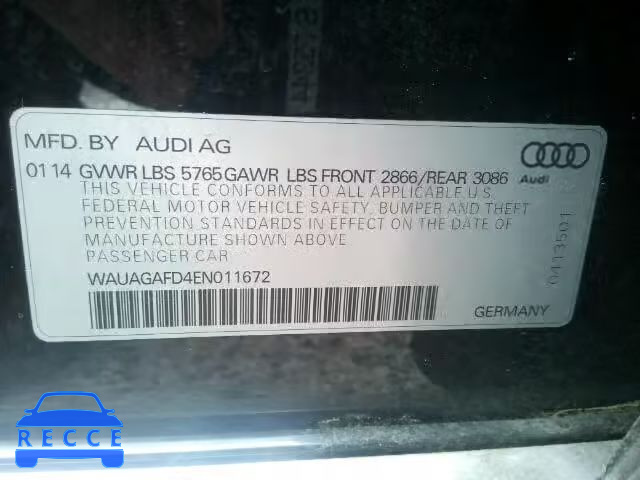 MFD. BY AUDI AG
0114 GVWR LBS 5765 GAWR LBS FRONT 2866/REAR 3086
THIS VEHICLE CONFORMS TO ALL APPLICABLE U.S.
FEDERAL MOTOR VEHICLE SAFETY, BUMPER AND THEFT
PREVENTION STANDARDS IN EFFECT ON THE DATE OF
MANUFACTURE SHOWN ABOVE
PASSENGER CAR
WAUAGAFD4EN011672
Audi
0413501
GERMANY
RECCE